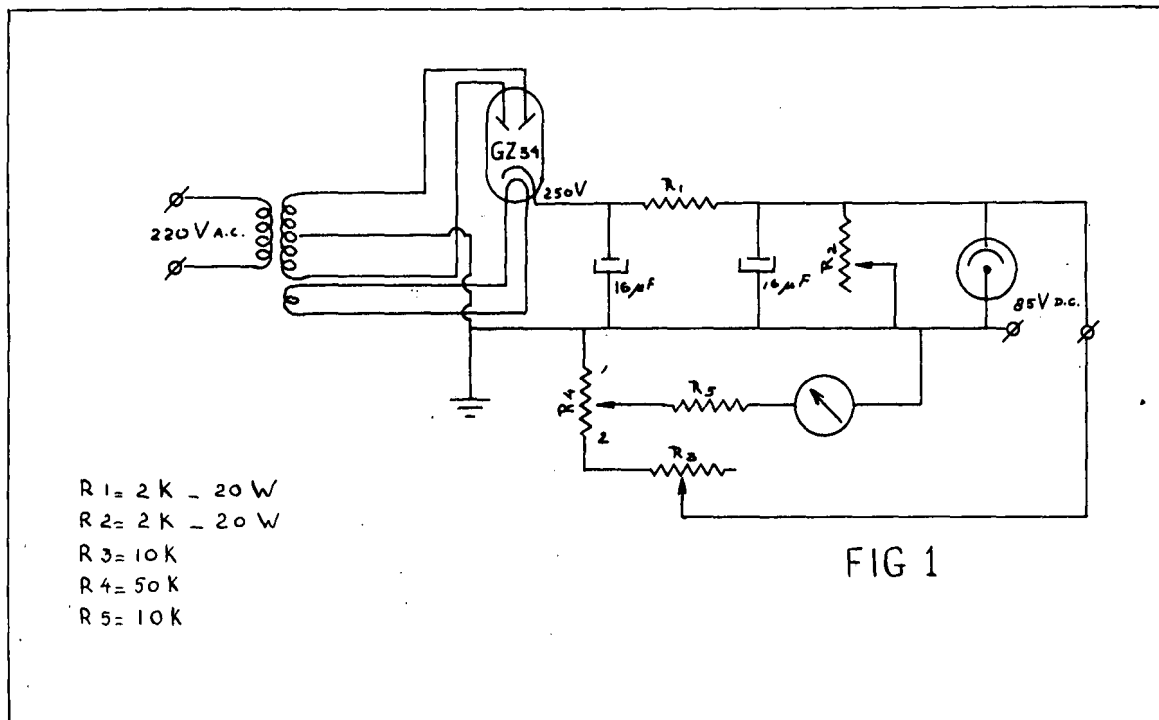 GZ34
250V
R1
220V A.C.
R2
16µF
16µF
85V D.C.
1
R4
R5
2
R3
R1= 2K - 20W
R2= 2K - 20W
R3= 10K
R4= 50K
R5= 10K
FIG 1